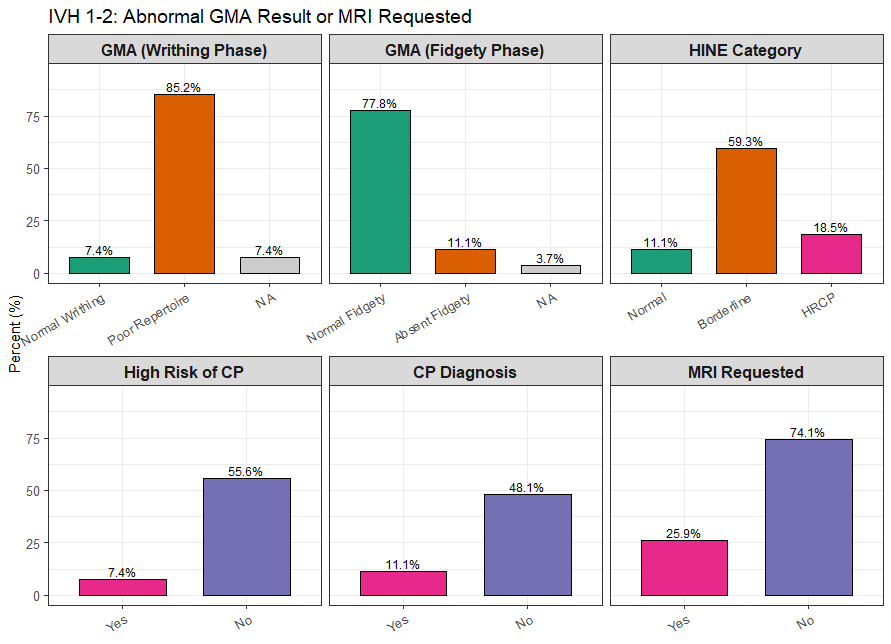 IVH 1-2: Abnormal GMA Result or MRI Requested
GMA (Writhing Phase)
GMA (Fidgety Phase)
HINE Category
85.2%
7.4%
7.4%
77.8%
11.1%
3.7%
11.1%
59.3%
18.5%
75
50
25
0
Normal Writhing
Poor Repertoire
NA
Normal Fidgety
Absent Fidgety
NA
Normal
Borderline
HRCP
Percent (%)
High Risk of CP
CP Diagnosis
MRI Requested
7.4%
55.6%
11.1%
48.1%
25.9%
74.1%
75
50
25
0
Yes
No
Yes
No
Yes
No